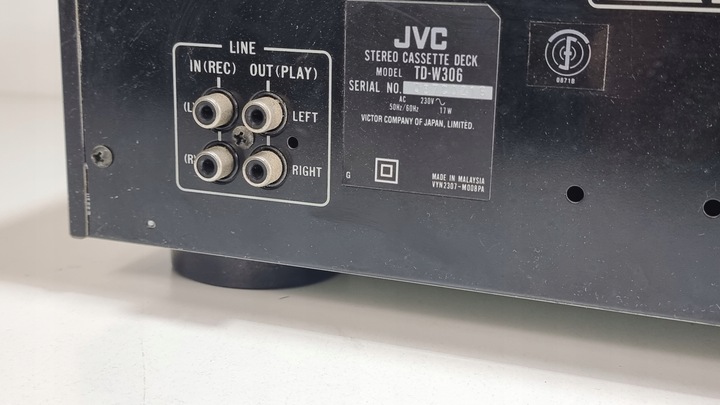 LINE
IN(REC) OUT(PLAY)
(L) LEFT
(R) RIGHT
JVC
STEREO CASSETTE DECK
MODEL TD-W306
SERIAL NO.
AC 230V
50Hz/60Hz 17W
VICTOR COMPANY OF JAPAN, LIMITED.
G
MADE IN MALAYSIA
VYN2307-M008PA
S
0071B